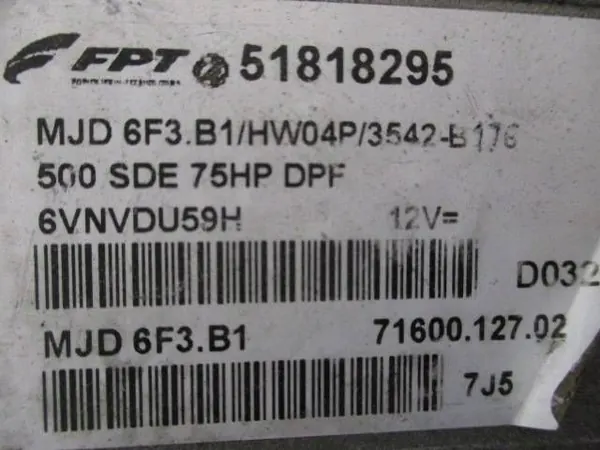 FPT 51818295
MJD 6F3.B1/HW04P/3542-B176
500 SDE 75HP DPF
6VNVDU59H 12V=
D032
MJD 6F3.B1 71600.127.02
7J5